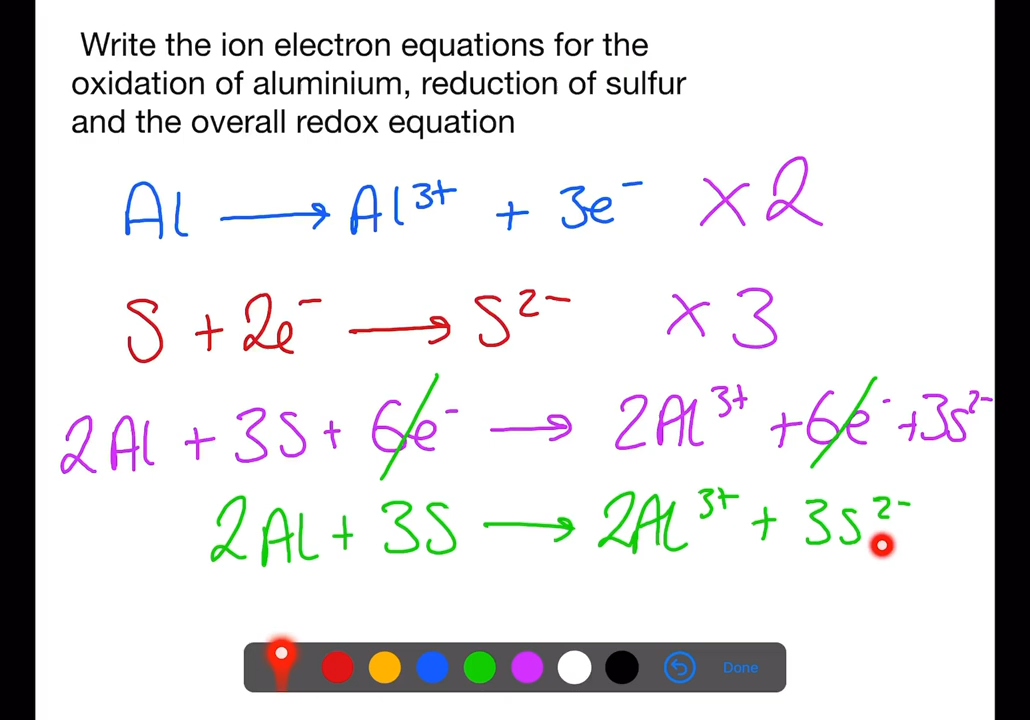 Write the ion electron equations for the
oxidation of aluminium, reduction of sulfur
and the overall redox equation
Al ⟶ Al³⁺ + 3e⁻ × 2
S + 2e⁻ ⟶ S²⁻ × 3
2Al + 3S + 6e⁻ ⟶ 2Al³⁺ + 6e⁻ + 3S²⁻
2Al + 3S ⟶ 2Al³⁺ + 3S²⁻
Done